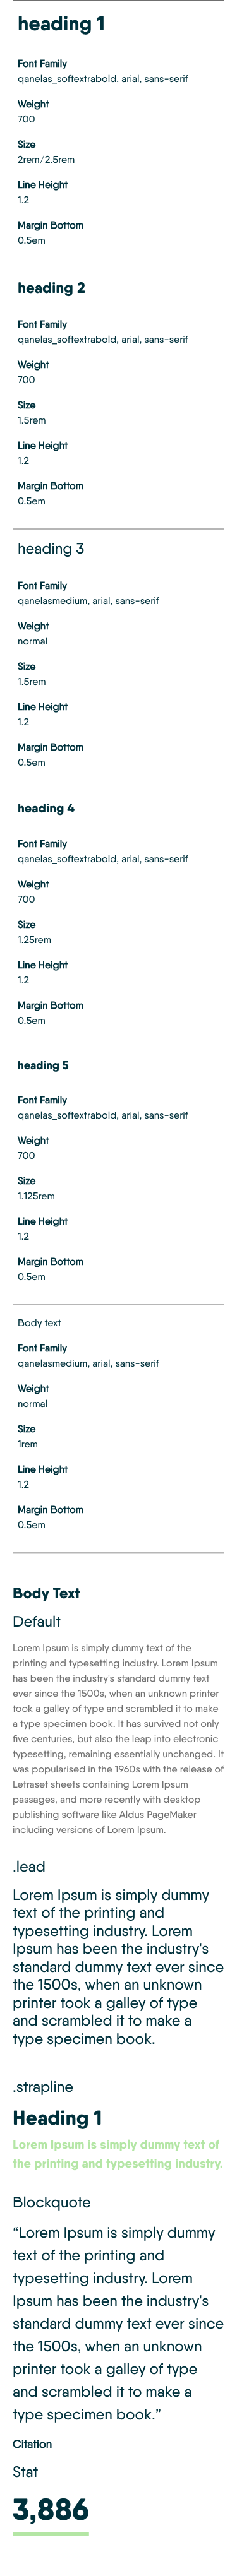 heading 1
Font Family
qanelas_softextrabold, arial, sans-serif
Weight
700
Size
2rem/2.5rem
Line Height
1.2
Margin Bottom
0.5em
heading 2
Font Family
qanelas_softextrabold, arial, sans-serif
Weight
700
Size
1.5rem
Line Height
1.2
Margin Bottom
0.5em
heading 3
Font Family
qanelasmedium, arial, sans-serif
Weight
normal
Size
1.5rem
Line Height
1.2
Margin Bottom
0.5em
heading 4
Font Family
qanelas_softextrabold, arial, sans-serif
Weight
700
Size
1.25rem
Line Height
1.2
Margin Bottom
0.5em
heading 5
Font Family
qanelas_softextrabold, arial, sans-serif
Weight
700
Size
1.125rem
Line Height
1.2
Margin Bottom
0.5em
Body text
Font Family
qanelasmedium, arial, sans-serif
Weight
normal
Size
1rem
Line Height
1.2
Margin Bottom
0.5em
Body Text
Default
Lorem Ipsum is simply dummy text of the
printing and typesetting industry. Lorem Ipsum
has been the industry's standard dummy text
ever since the 1500s, when an unknown printer
took a galley of type and scrambled it to make
a type specimen book. It has survived not only
five centuries, but also the leap into electronic
typesetting, remaining essentially unchanged. It
was popularised in the 1960s with the release of
Letraset sheets containing Lorem Ipsum
passages, and more recently with desktop
publishing software like Aldus PageMaker
including versions of Lorem Ipsum.
.lead
Lorem Ipsum is simply dummy
text of the printing and
typesetting industry. Lorem
Ipsum has been the industry's
standard dummy text ever since
the 1500s, when an unknown
printer took a galley of type
and scrambled it to make a
type specimen book.
.strapline
Heading 1
Lorem Ipsum is simply dummy text of
the printing and typesetting industry.
Blockquote
“Lorem Ipsum is simply dummy
text of the printing and
typesetting industry. Lorem
Ipsum has been the industry's
standard dummy text ever since
the 1500s, when an unknown
printer took a galley of type
and scrambled it to make a
type specimen book.”
Citation
Stat
3,886